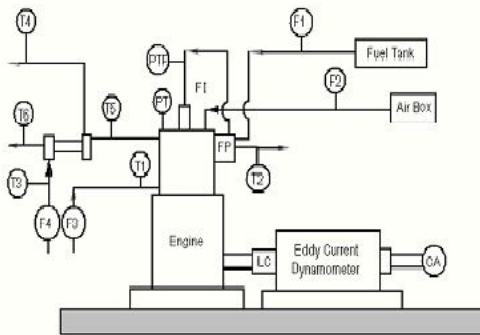 T4
F1
PTF
FI
Fuel Tank
F2
T6
T5
PT
Air Box
FP
T3
T1
T2
F4
F3
Engine
LC
Eddy Current
Dynamometer
CA